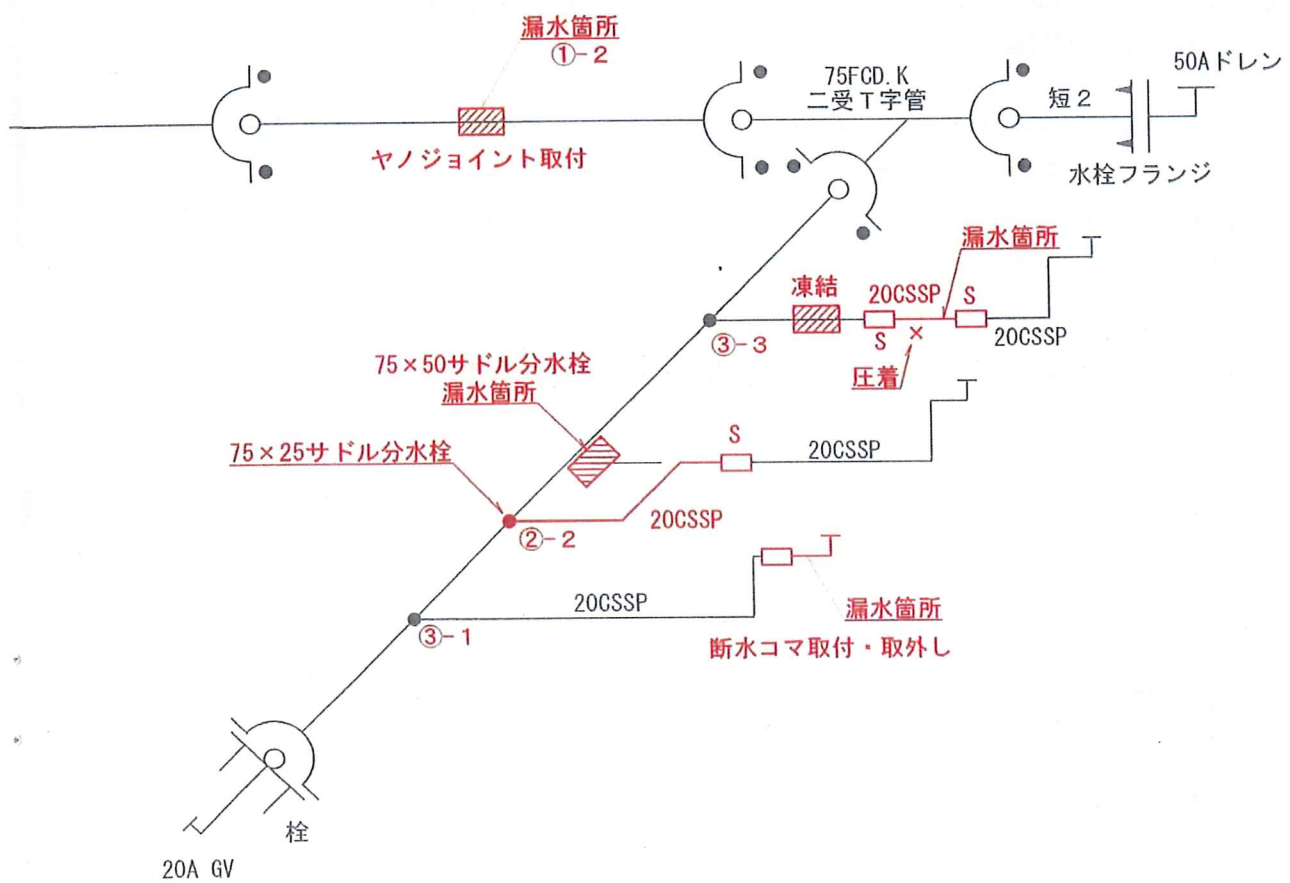 漏水箇所
①-2
ヤノジョイント取付
75FCD.K
二受T字管
短2
50Aドレン
水栓フランジ
漏水箇所
凍結
20CSSP
S
S
20CSSP
③-3
圧着
75×50サドル分水栓
漏水箇所
75×25サドル分水栓
S
20CSSP
20CSSP
②-2
20CSSP
③-1
漏水箇所
断水コマ取付・取外し
栓
20A GV